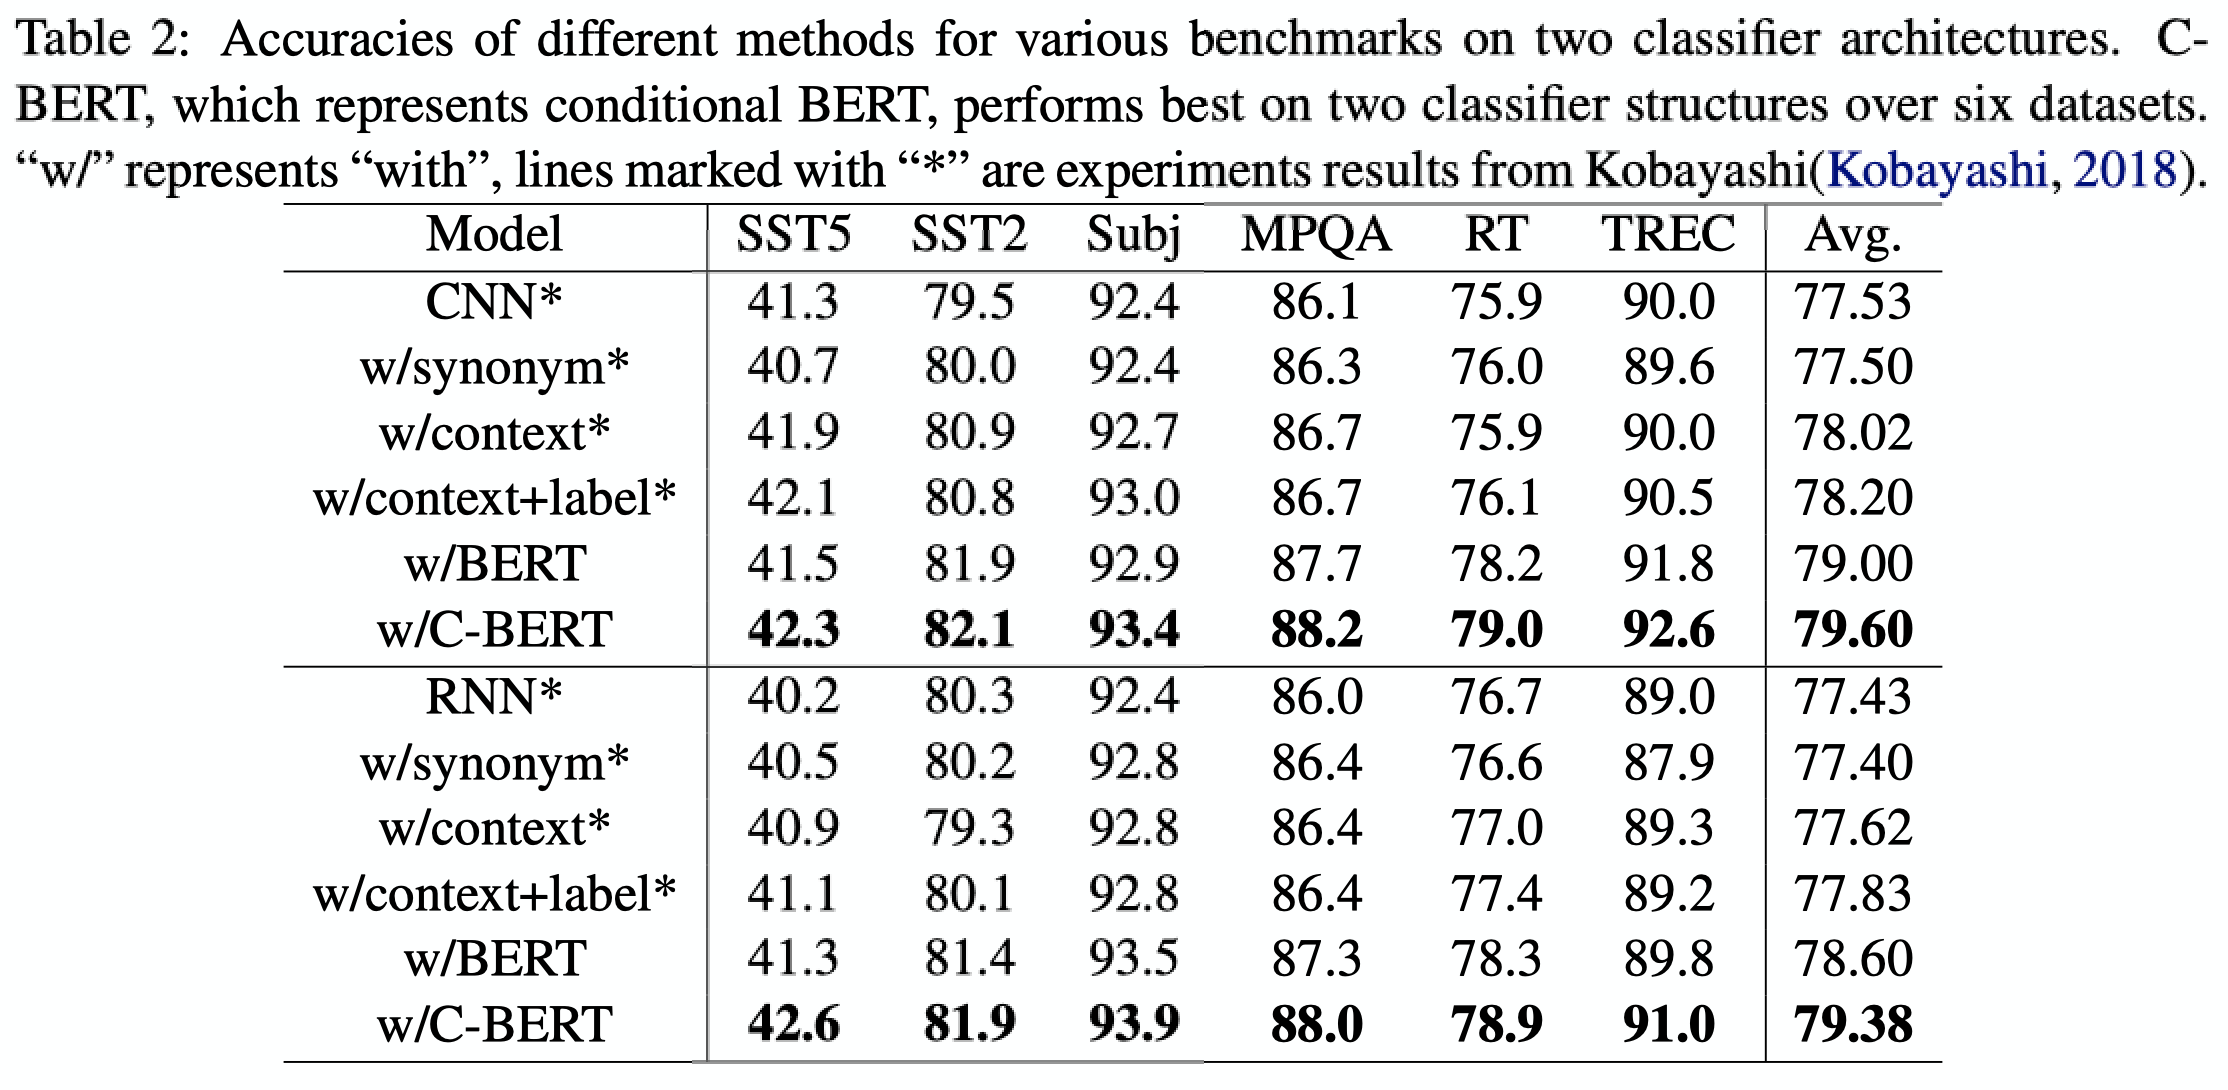 Table 2: Accuracies of different methods for various benchmarks on two classifier architectures. C-
BERT, which represents conditional BERT, performs best on two classifier structures over six datasets.
“w/” represents “with”, lines marked with “*” are experiments results from Kobayashi(Kobayashi, 2018).
Model SST5 SST2 Subj MPQA RT TREC Avg.
CNN* 41.3 79.5 92.4 86.1 75.9 90.0 77.53
w/synonym* 40.7 80.0 92.4 86.3 76.0 89.6 77.50
w/context* 41.9 80.9 92.7 86.7 75.9 90.0 78.02
w/context+label* 42.1 80.8 93.0 86.7 76.1 90.5 78.20
w/BERT 41.5 81.9 92.9 87.7 78.2 91.8 79.00
w/C-BERT 42.3 82.1 93.4 88.2 79.0 92.6 79.60
RNN* 40.2 80.3 92.4 86.0 76.7 89.0 77.43
w/synonym* 40.5 80.2 92.8 86.4 76.6 87.9 77.40
w/context* 40.9 79.3 92.8 86.4 77.0 89.3 77.62
w/context+label* 41.1 80.1 92.8 86.4 77.4 89.2 77.83
w/BERT 41.3 81.4 93.5 87.3 78.3 89.8 78.60
w/C-BERT 42.6 81.9 93.9 88.0 78.9 91.0 79.38